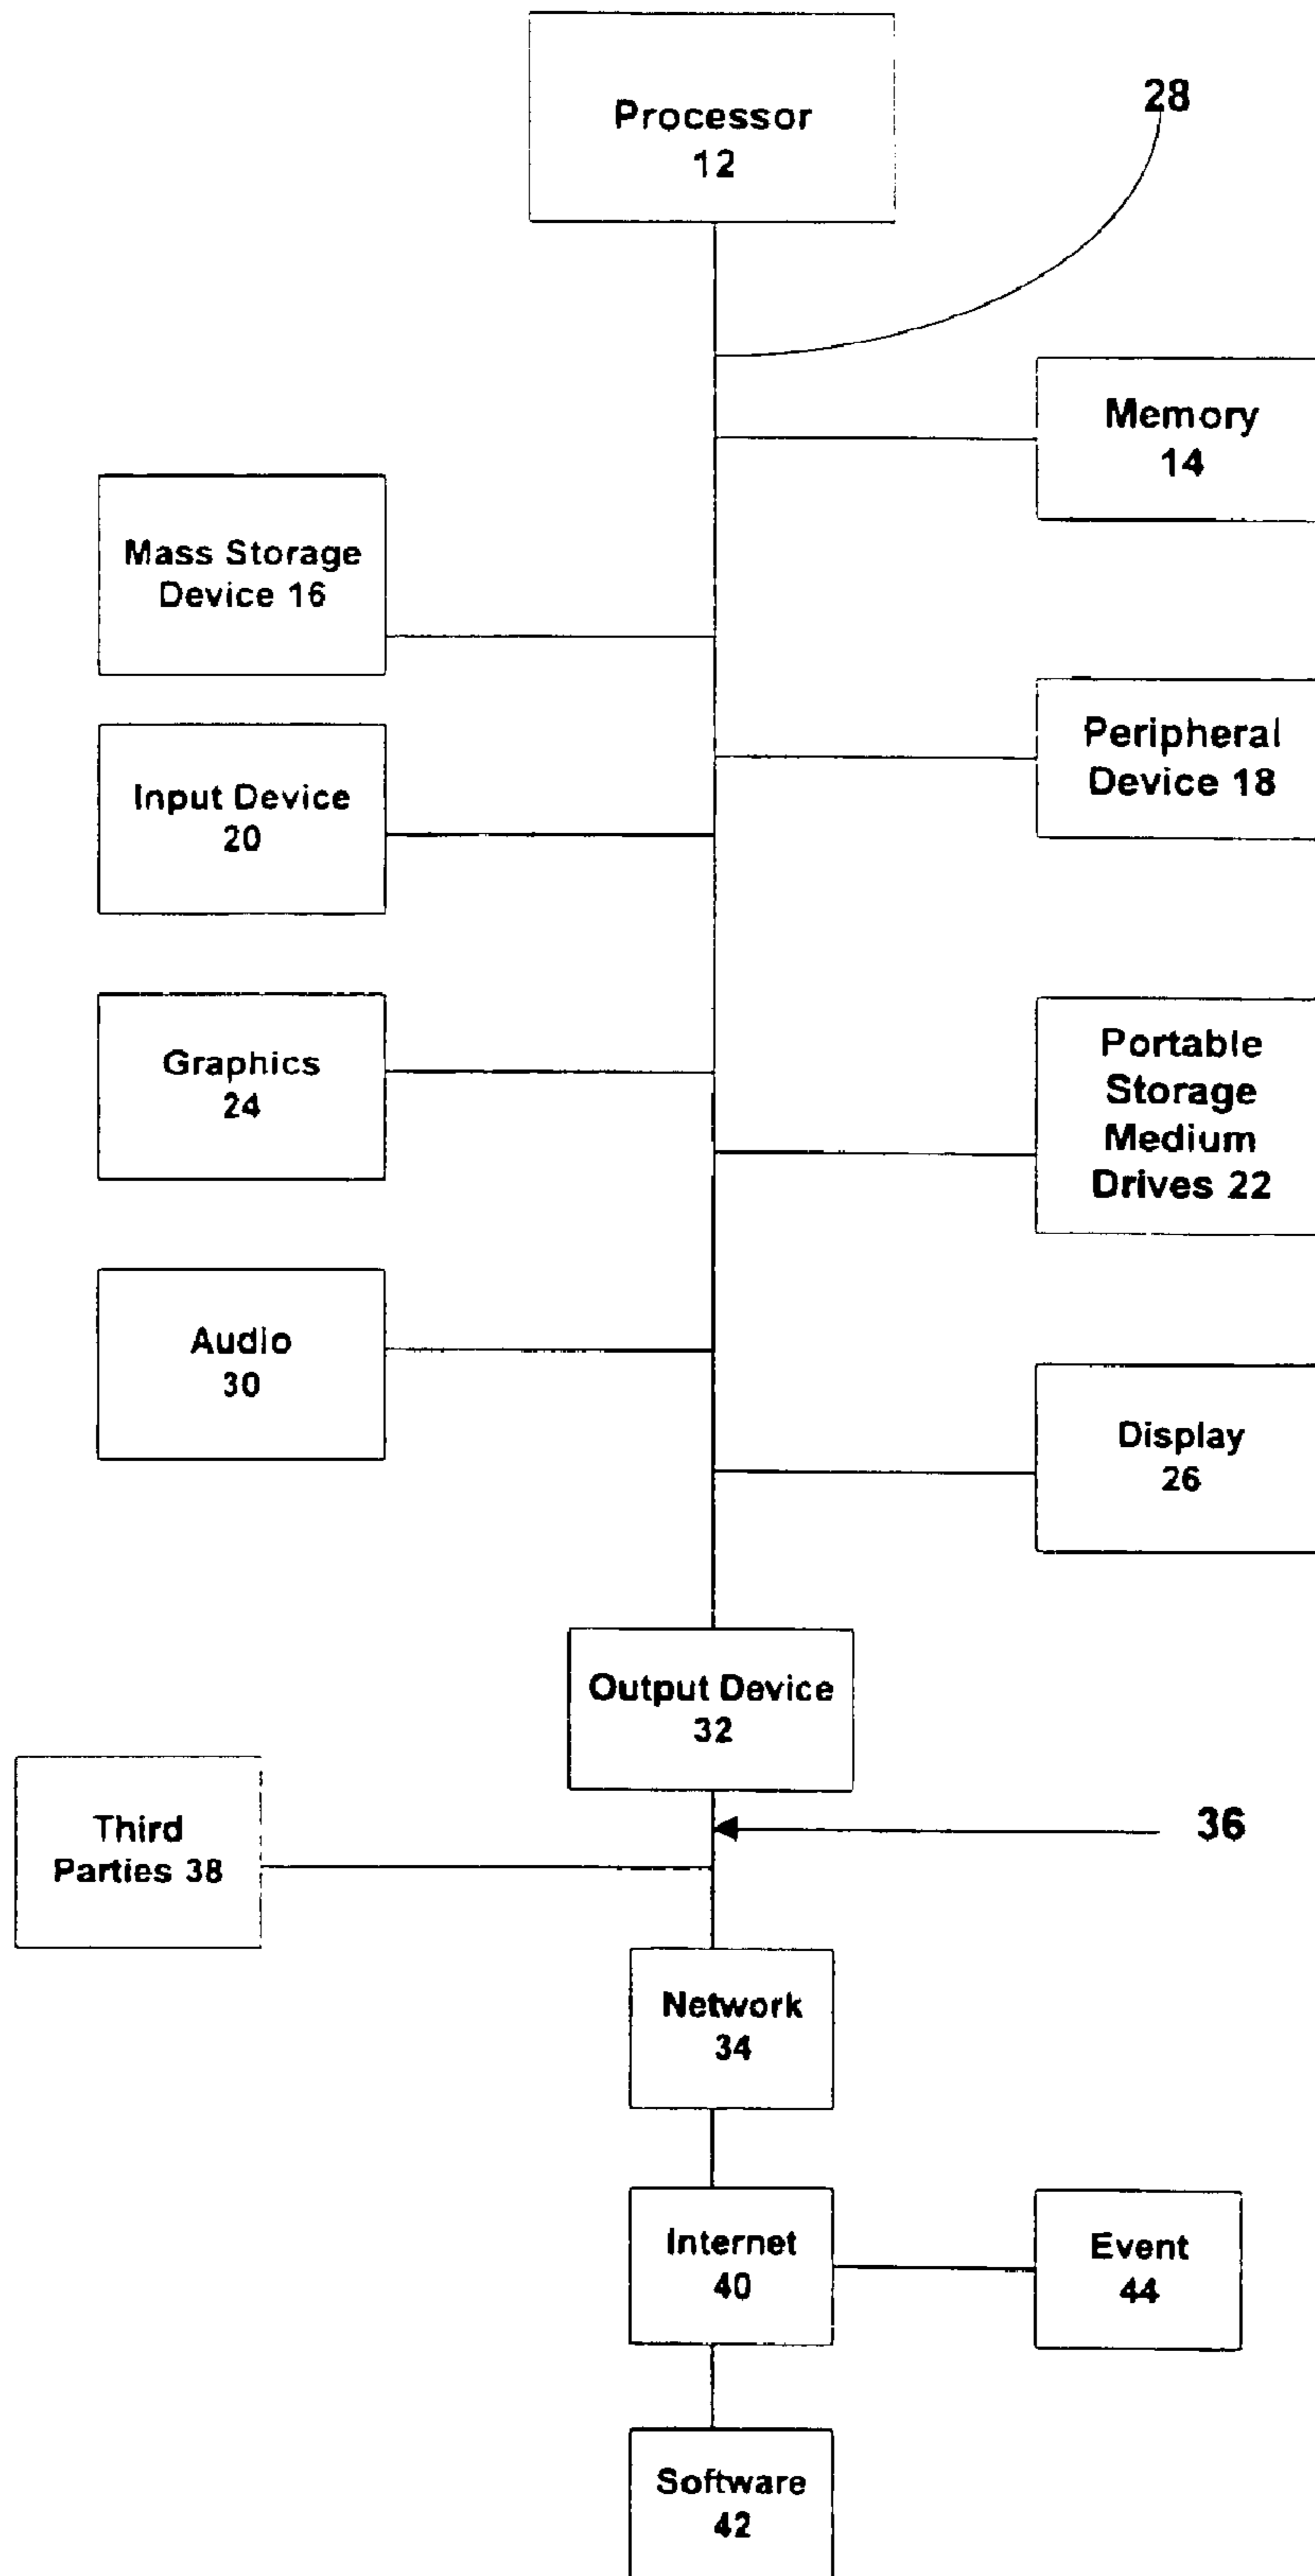 Processor
12
28
Memory
14
Mass Storage
Device 16
Peripheral
Device 18
Input Device
20
Portable
Storage
Medium
Drives 22
Graphics
24
Audio
30
Display
26
Output Device
32
36
Third
Parties 38
Network
34
Internet
40
Event
44
Software
42